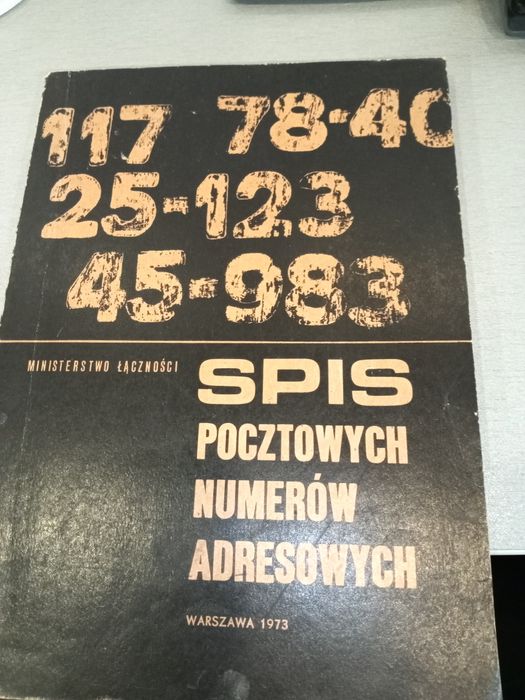 117 78-40
25-123
45-983
MINISTERSTWO ŁĄCZNOŚCI
SPIS
POCZTOWYCH
NUMERÓW
ADRESOWYCH
WARSZAWA 1973